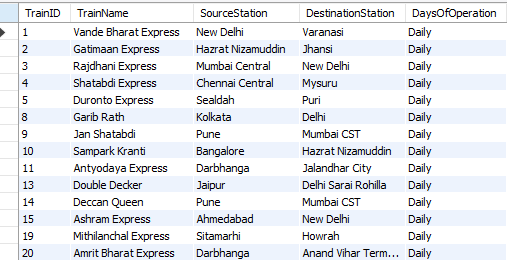 TrainID TrainName SourceStation DestinationStation DaysOfOperation
1 Vande Bharat Express New Delhi Varanasi Daily
2 Gatimaan Express Hazrat Nizamuddin Jhansi Daily
3 Rajdhani Express Mumbai Central New Delhi Daily
4 Shatabdi Express Chennai Central Mysuru Daily
5 Duronto Express Sealdah Puri Daily
8 Garib Rath Kolkata Delhi Daily
9 Jan Shatabdi Pune Mumbai CST Daily
10 Sampark Kranti Bangalore Hazrat Nizamuddin Daily
11 Antyodaya Express Darbhanga Jalandhar City Daily
13 Double Decker Jaipur Delhi Sarai Rohilla Daily
14 Deccan Queen Pune Mumbai CST Daily
15 Ashram Express Ahmedabad New Delhi Daily
19 Mithilanchal Express Sitamarhi Howrah Daily
20 Amrit Bharat Express Darbhanga Anand Vihar Term... Daily